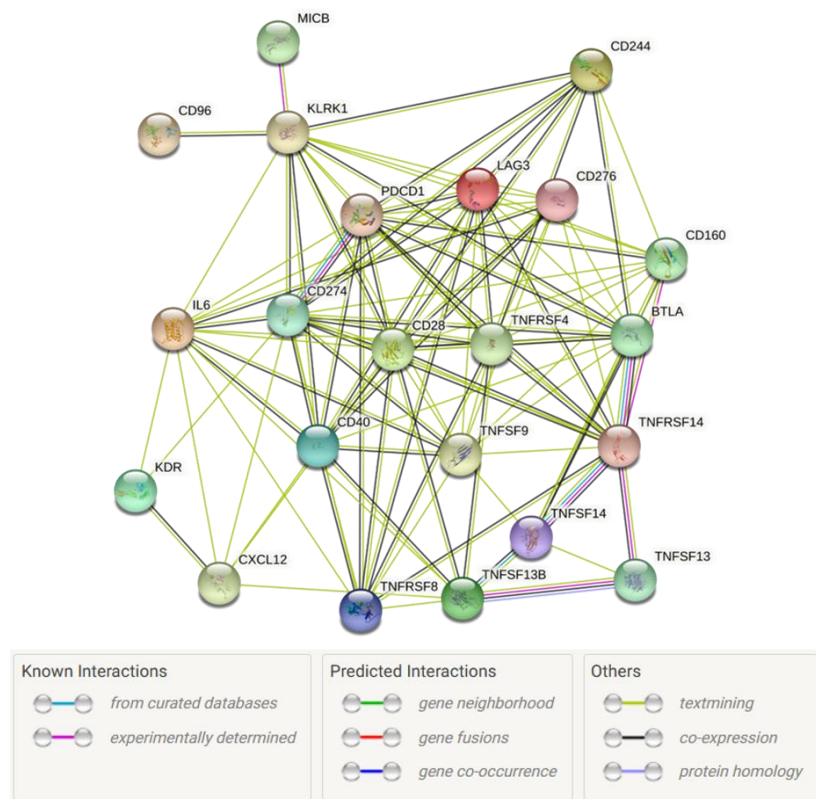 MICB
CD244
CD96
KLRK1
LAG3
CD276
PDCD1
CD160
CD274
IL6
CD28
TNFRSF4
BTLA
CD40
TNFSF9
TNFRSF14
KDR
TNFSF14
CXCL12
TNFRSF8
TNFSF13B
TNFSF13
Known Interactions
from curated databases
experimentally determined
Predicted Interactions
gene neighborhood
gene fusions
gene co-occurrence
Others
textmining
co-expression
protein homology